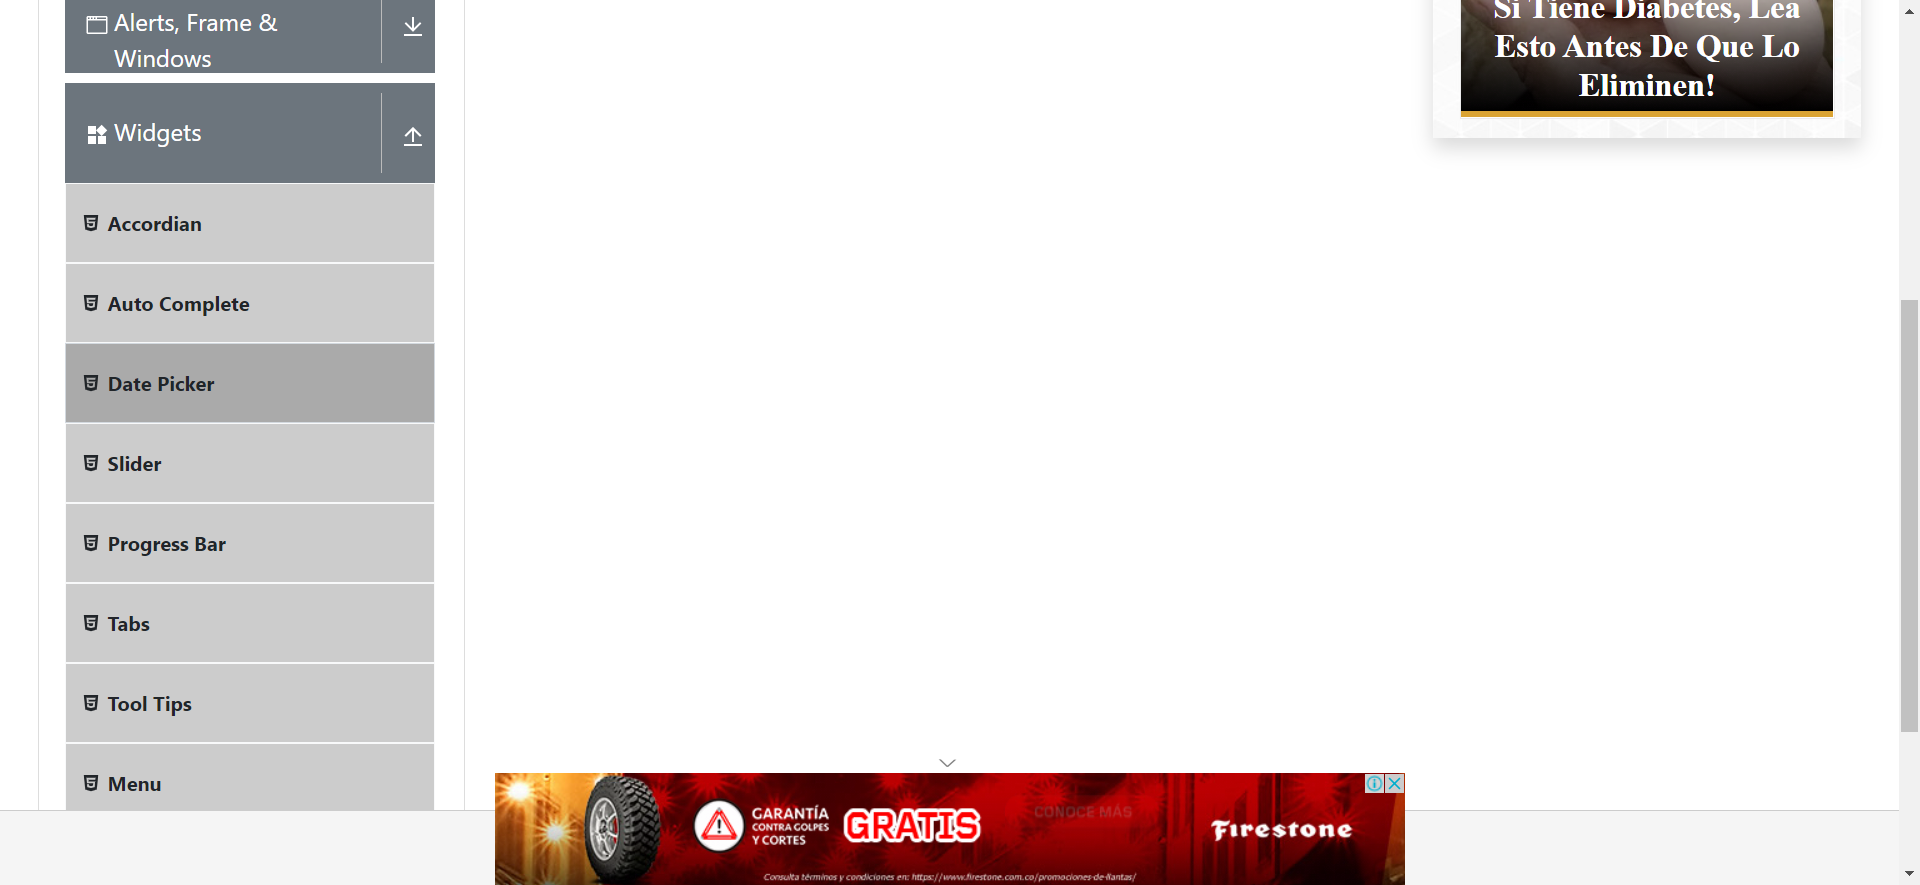 Alerts, Frame &
Windows
Widgets
Accordian
Auto Complete
Date Picker
Slider
Progress Bar
Tabs
Tool Tips
Menu
Si Tiene Diabetes, Lea
Esto Antes De Que Lo
Eliminen!
GARANTÍA
CONTRA GOLPES
Y CORTES
GRATIS
CONOCE MÁS
Firestone
Consulta términos y condiciones en: https://www.firestone.com.co/promociones-de-llantas/